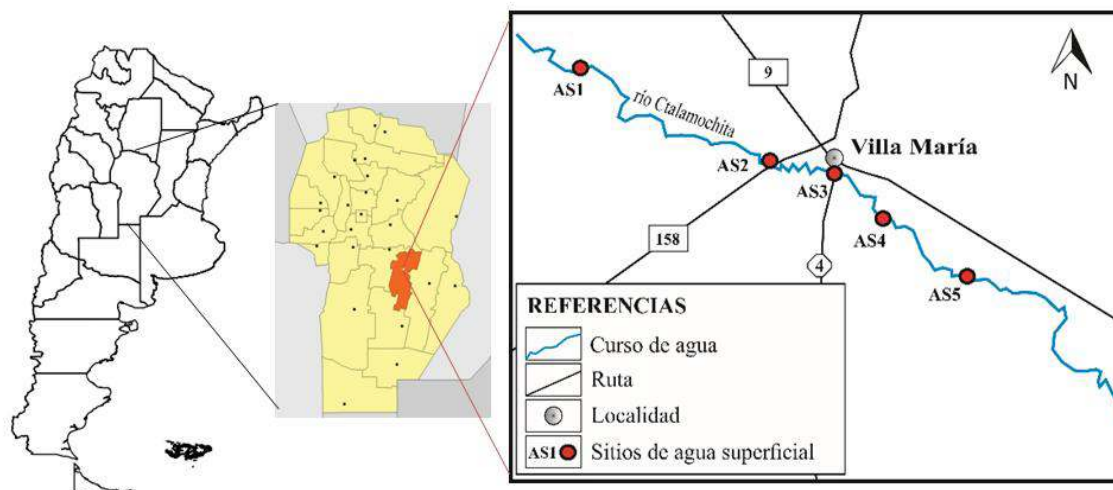 9
N
AS1
río Ctalamochita
Villa María
AS2
AS3
158
AS4
4
AS5
REFERENCIAS
Curso de agua
Ruta
Localidad
AS1 Sitios de agua superficial